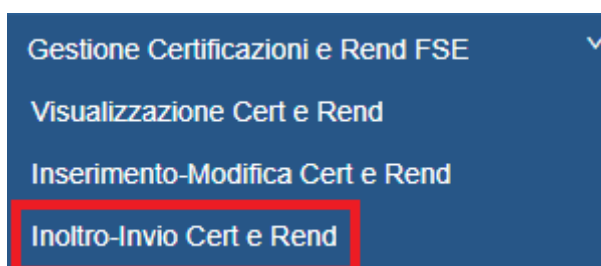 Gestione Certificazioni e Rend FSE
Visualizzazione Cert e Rend
Inserimento-Modifica Cert e Rend
Inoltro-Invio Cert e Rend